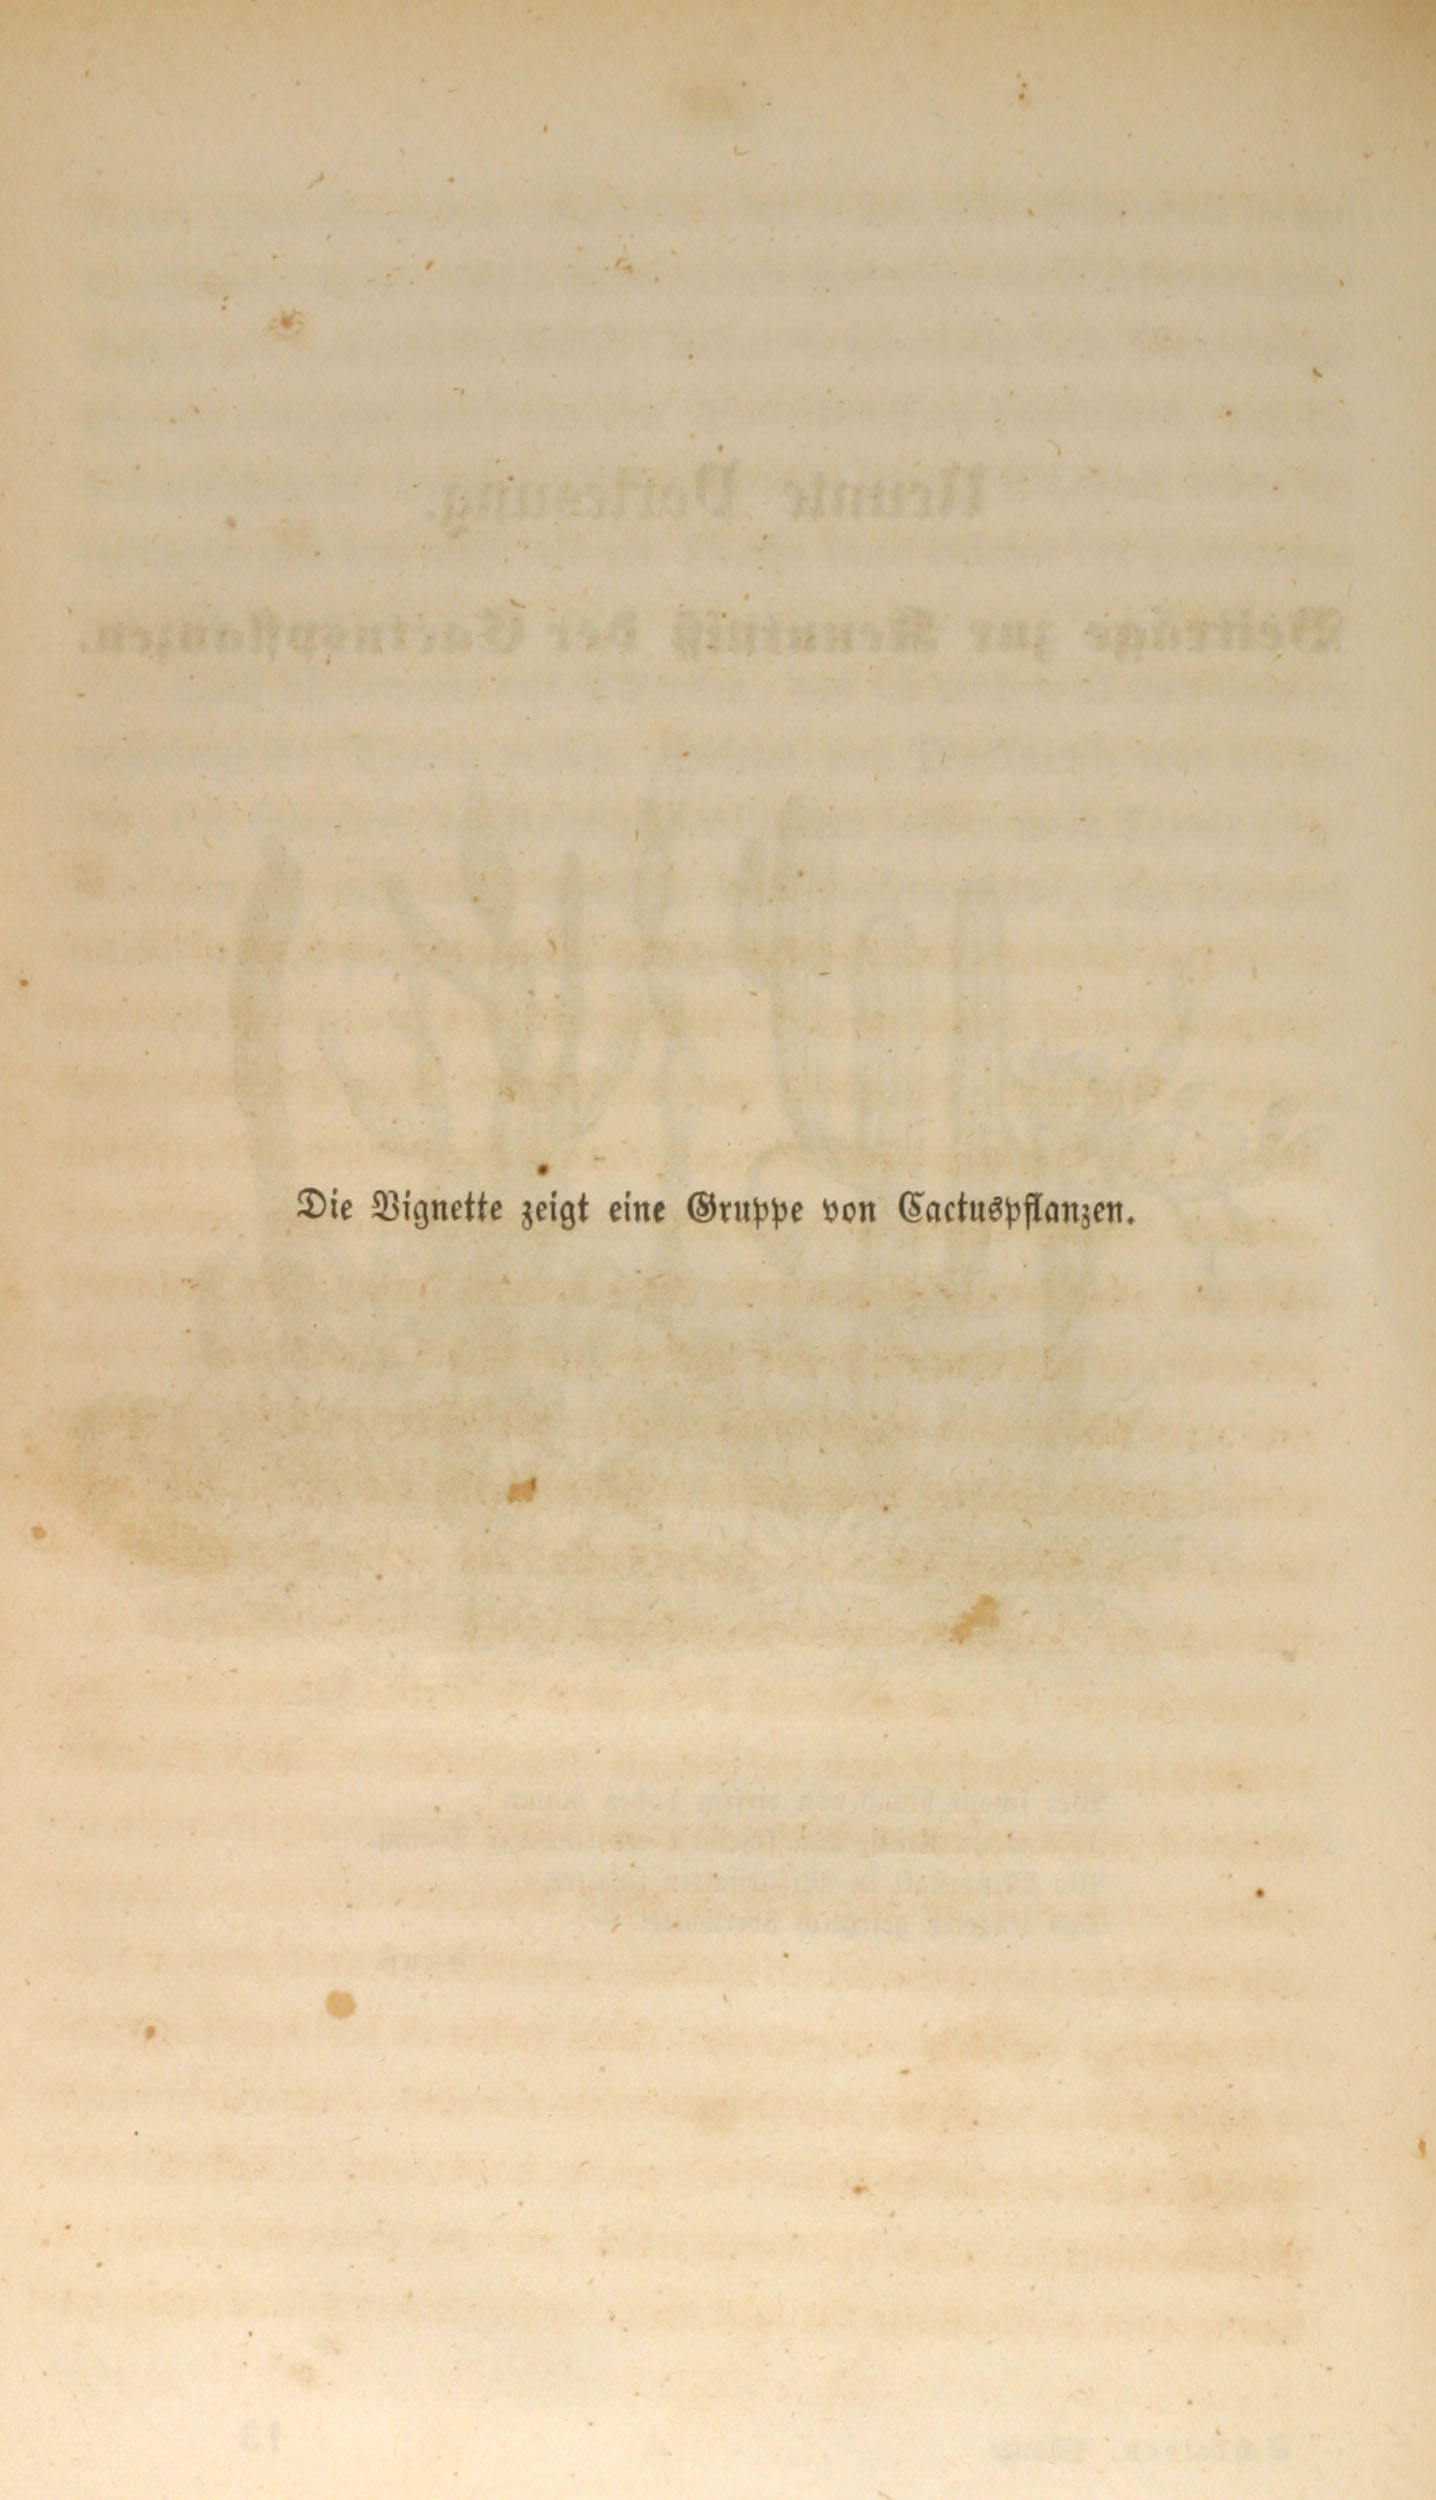 Die Vignette zeigt eine Gruppe von Cactuspflanzen.